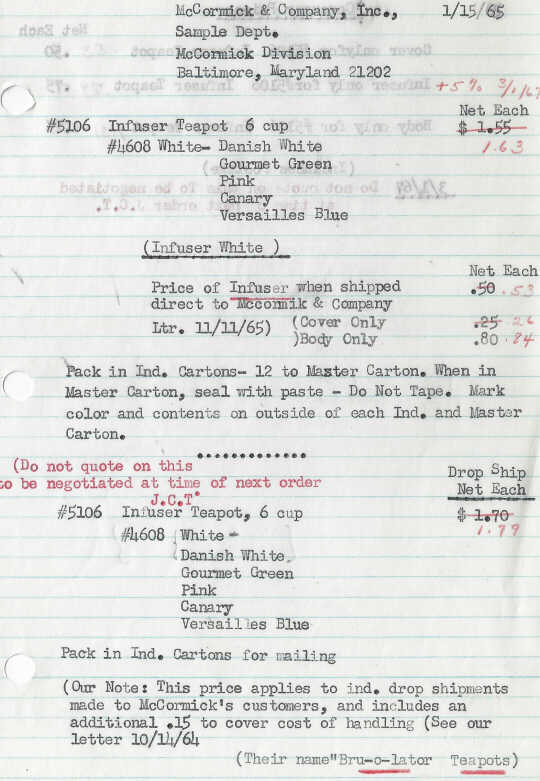 McCormick & Company, Inc., 1/15/65
Sample Dept.
McCormick Division
Baltimore, Maryland 21202
+5% 3/1/67
Net Each
#5106 Infuser Teapot 6 cup $ 1.55
#4608 White- Danish White 1.63
Gourmet Green
Pink
Canary
Versailles Blue
(Infuser White )
Net Each
Price of Infuser when shipped .50 .53
direct to Mccormik & Company
Ltr. 11/11/65) (Cover Only .25 .26
)Body Only .80 .84
Pack in Ind. Cartons- 12 to Master Carton. When in
Master Carton, seal with paste - Do Not Tape. Mark
color and contents on outside of each Ind. and Master
Carton.
..............
(Do not quote on this
to be negotiated at time of next order
J.C.T.
Drop Ship
Net Each
#5106 Infuser Teapot, 6 cup $ 1.70
#4608 (White - 1.79
Danish White
Gourmet Green
Pink
Canary
Versailles Blue
Pack in Ind. Cartons for mailing
(Our Note: This price applies to ind. drop shipments
made to McCormick's customers, and includes an
additional .15 to cover cost of handling (See our
letter 10/14/64
(Their name"Bru-o-lator Teapots)